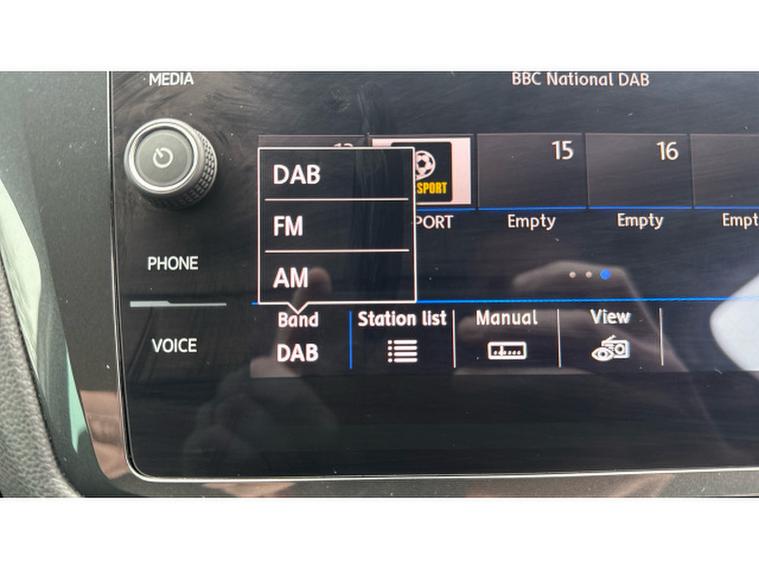 MEDIA
BBC National DAB
15
16
SPORT
PORT
Empty
Empty
Empt
DAB
FM
AM
PHONE
VOICE
Band
DAB
Station list
Manual
View